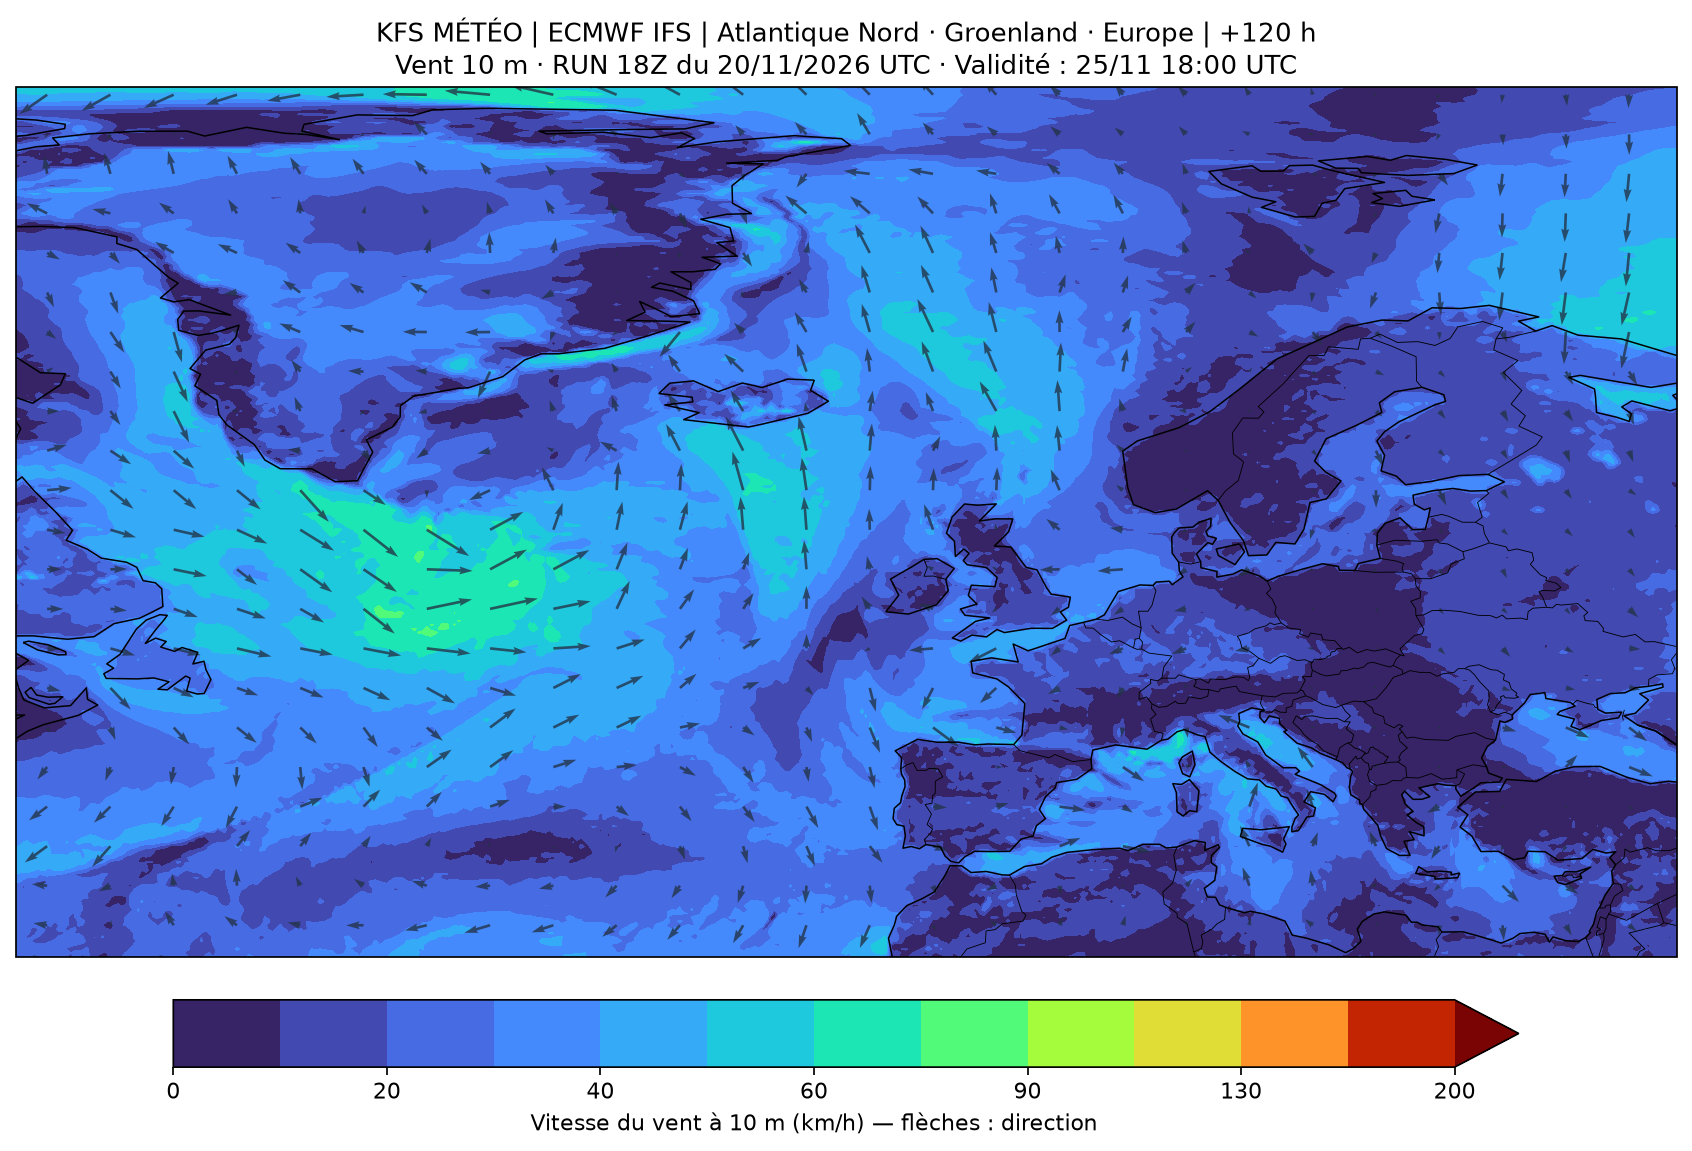 KFS MÉTÉO | ECMWF IFS | Atlantique Nord · Groenland · Europe | +120 h
Vent 10 m · RUN 18Z du 20/11/2026 UTC · Validité : 25/11 18:00 UTC
0 20 40 60 90 130 200
Vitesse du vent à 10 m (km/h) — flèches : direction